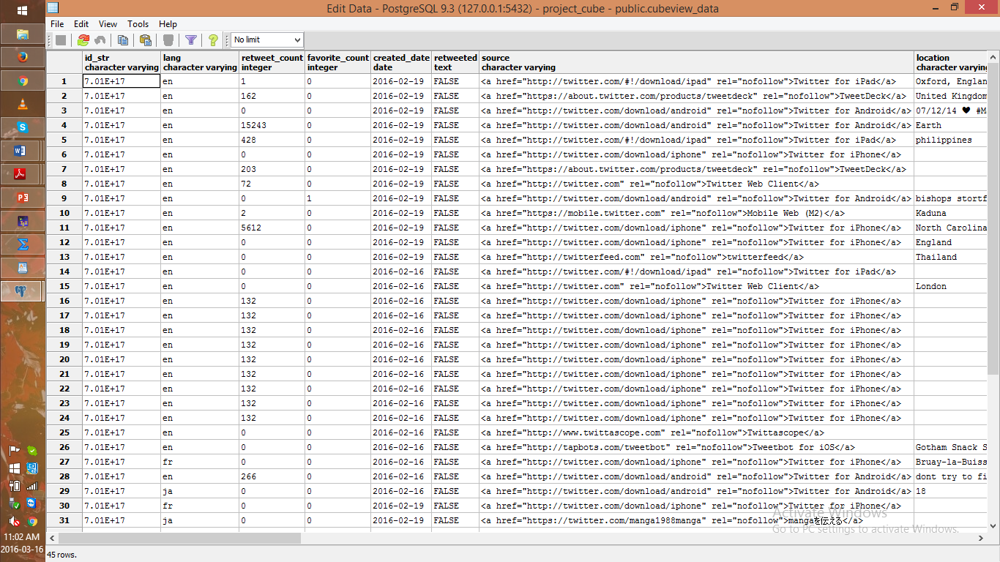 Edit Data - PostgreSQL 9.3 (127.0.0.1:5432) - project_cube - public.cubeview_data
File Edit View Tools Help
No limit
id_str lang retweet_count favorite_count created_date retweeted source location
character varying character varying integer integer date text character varying character varying
1 7.01E+17 en 1 0 2016-02-19 FALSE <a href="http://twitter.com/#!/download/ipad" rel="nofollow">Twitter for iPad</a> Oxford, Englan
2 7.01E+17 en 162 0 2016-02-19 FALSE <a href="https://about.twitter.com/products/tweetdeck" rel="nofollow">TweetDeck</a> United Kingdom
3 7.01E+17 en 0 0 2016-02-19 FALSE <a href="http://twitter.com/download/android" rel="nofollow">Twitter for Android</a> 07/12/14 ♥ #M
4 7.01E+17 en 15243 0 2016-02-19 FALSE <a href="http://twitter.com/download/android" rel="nofollow">Twitter for Android</a> Earth
5 7.01E+17 en 428 0 2016-02-19 FALSE <a href="http://twitter.com/#!/download/ipad" rel="nofollow">Twitter for iPad</a> philippines
6 7.01E+17 en 0 0 2016-02-19 FALSE <a href="http://twitter.com/download/iphone" rel="nofollow">Twitter for iPhone</a>
7 7.01E+17 en 203 0 2016-02-19 FALSE <a href="https://about.twitter.com/products/tweetdeck" rel="nofollow">TweetDeck</a>
8 7.01E+17 en 72 0 2016-02-19 FALSE <a href="http://twitter.com" rel="nofollow">Twitter Web Client</a>
9 7.01E+17 en 0 1 2016-02-19 FALSE <a href="http://twitter.com/download/android" rel="nofollow">Twitter for Android</a> bishops stortf
10 7.01E+17 en 2 0 2016-02-19 FALSE <a href="https://mobile.twitter.com" rel="nofollow">Mobile Web (M2)</a> Kaduna
11 7.01E+17 en 5612 0 2016-02-19 FALSE <a href="http://twitter.com/download/iphone" rel="nofollow">Twitter for iPhone</a> North Carolina
12 7.01E+17 en 0 0 2016-02-19 FALSE <a href="http://twitter.com/download/iphone" rel="nofollow">Twitter for iPhone</a> England
13 7.01E+17 en 0 0 2016-02-19 FALSE <a href="http://twitterfeed.com" rel="nofollow">twitterfeed</a> Thailand
14 7.01E+17 en 0 0 2016-02-16 FALSE <a href="http://twitter.com/#!/download/ipad" rel="nofollow">Twitter for iPad</a>
15 7.01E+17 en 0 0 2016-02-16 FALSE <a href="http://twitter.com" rel="nofollow">Twitter Web Client</a> London
16 7.01E+17 en 132 0 2016-02-16 FALSE <a href="http://twitter.com/download/iphone" rel="nofollow">Twitter for iPhone</a>
17 7.01E+17 en 132 0 2016-02-16 FALSE <a href="http://twitter.com/download/iphone" rel="nofollow">Twitter for iPhone</a>
18 7.01E+17 en 132 0 2016-02-16 FALSE <a href="http://twitter.com/download/iphone" rel="nofollow">Twitter for iPhone</a>
19 7.01E+17 en 132 0 2016-02-16 FALSE <a href="http://twitter.com/download/iphone" rel="nofollow">Twitter for iPhone</a>
20 7.01E+17 en 132 0 2016-02-16 FALSE <a href="http://twitter.com/download/iphone" rel="nofollow">Twitter for iPhone</a>
21 7.01E+17 en 132 0 2016-02-16 FALSE <a href="http://twitter.com/download/iphone" rel="nofollow">Twitter for iPhone</a>
22 7.01E+17 en 132 0 2016-02-16 FALSE <a href="http://twitter.com/download/iphone" rel="nofollow">Twitter for iPhone</a>
23 7.01E+17 en 132 0 2016-02-16 FALSE <a href="http://twitter.com/download/iphone" rel="nofollow">Twitter for iPhone</a>
24 7.01E+17 en 132 0 2016-02-16 FALSE <a href="http://twitter.com/download/iphone" rel="nofollow">Twitter for iPhone</a>
25 7.01E+17 en 0 0 2016-02-16 FALSE <a href="http://www.twittascope.com" rel="nofollow">Twittascope</a>
26 7.01E+17 en 0 0 2016-02-16 FALSE <a href="http://tapbots.com/tweetbot" rel="nofollow">Tweetbot for iOS</a> Gotham Snack S
27 7.01E+17 fr 0 0 2016-02-16 FALSE <a href="http://twitter.com/download/iphone" rel="nofollow">Twitter for iPhone</a> Bruay-la-Buiss
28 7.01E+17 en 266 0 2016-02-16 FALSE <a href="http://twitter.com/download/android" rel="nofollow">Twitter for Android</a> dont try to fi
29 7.01E+17 ja 0 0 2016-02-16 FALSE <a href="http://twitter.com/download/android" rel="nofollow">Twitter for Android</a> 18
30 7.01E+17 fr 0 0 2016-02-19 FALSE <a href="http://twitter.com/download/iphone" rel="nofollow">Twitter for iPhone</a>
31 7.01E+17 ja 0 0 2016-02-19 FALSE <a href="https://twitter.com/manga1988manga" rel="nofollow">mangaを伝える</a>
Activate Windows
Go to PC settings to activate Windows.
11:02 AM
2016-03-16
45 rows.